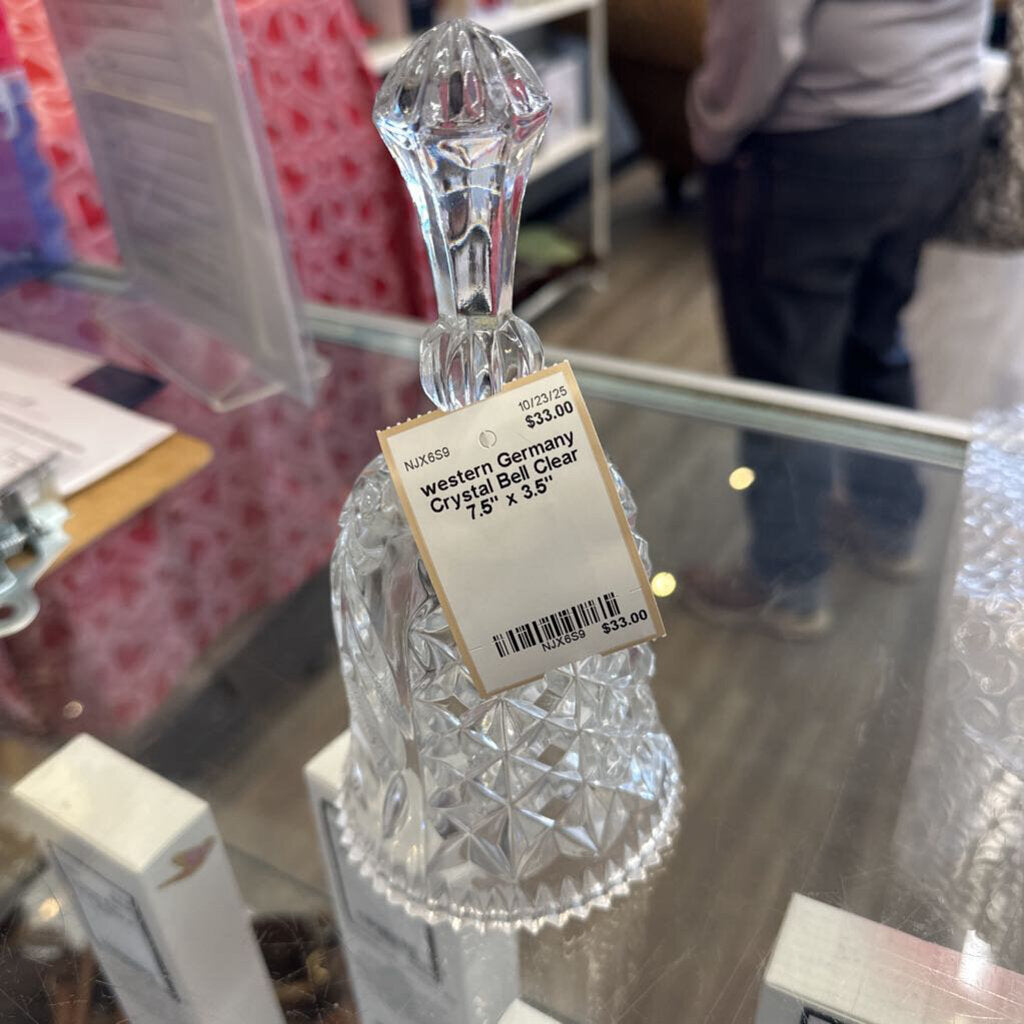 10/23/25
$33.00
NJX6S9
western Germany
Crystal Bell Clear
7.5" x 3.5"
NJX6S9 $33.00